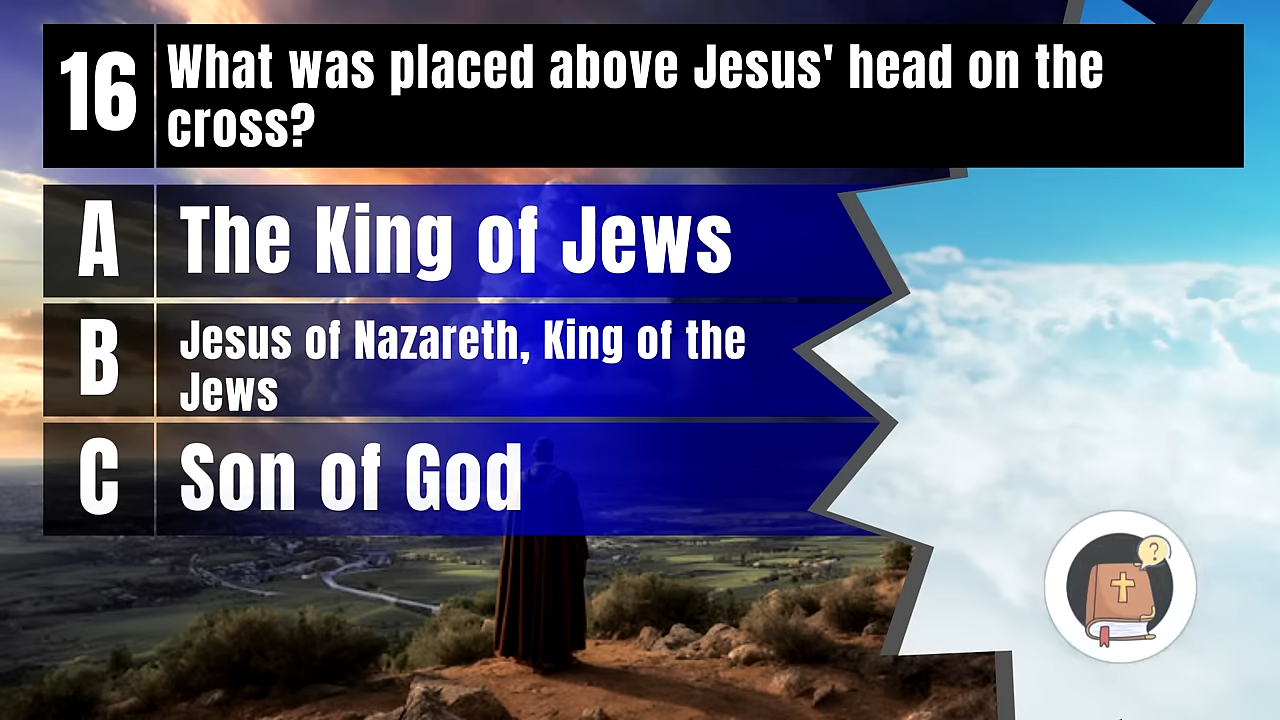 16
What was placed above Jesus' head on the
cross?
A
The King of Jews
B
Jesus of Nazareth, King of the
Jews
C
Son of God
?